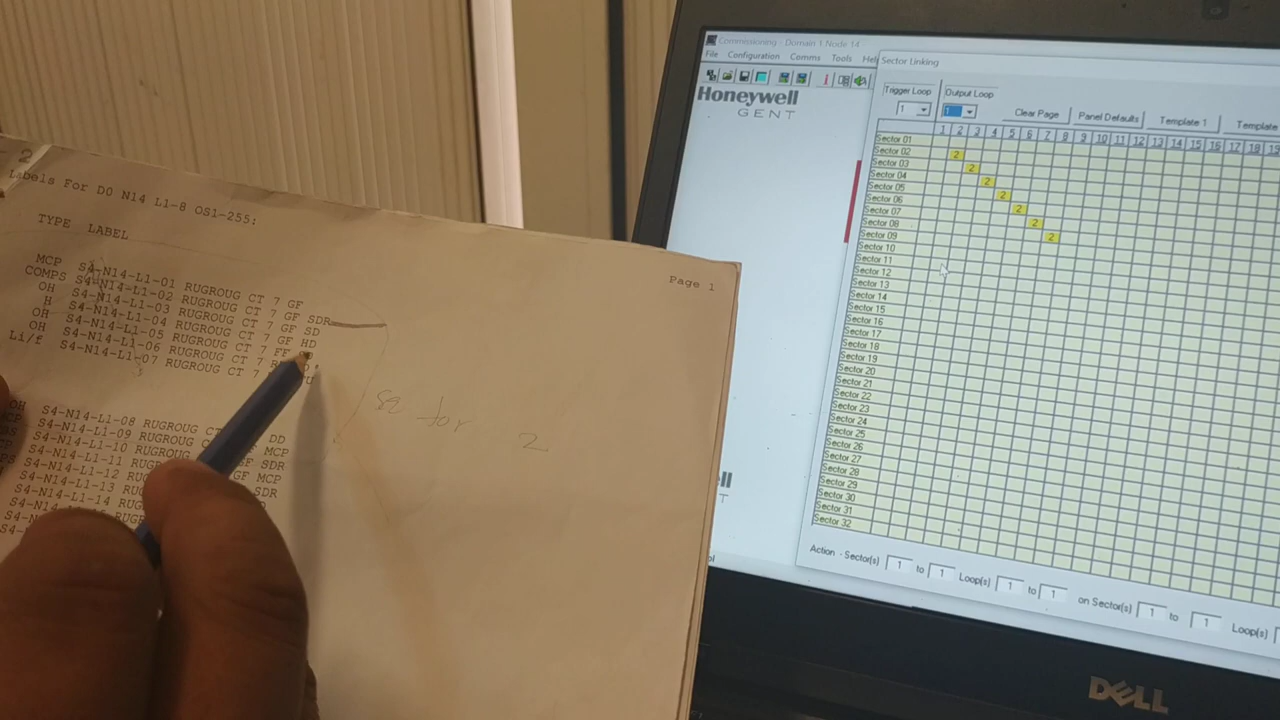 2
Labels For D0 N14 L1-8 OS1-255:
Page 1
TYPE LABEL
MCP S4-N14-L1-01 RUGROUG CT 7 GF
COMPS S4-N14-L1-02 RUGROUG CT 7 GF SDR
OH S4-N14-L1-03 RUGROUG CT 7 GF SD
H S4-N14-L1-04 RUGROUG CT 7 GF HD
OH S4-N14-L1-05 RUGROUG CT 7 FF
OH S4-N14-L1-06 RUGROUG CT 7
Li/f S4-N14-L1-07 RUGROUG CT 7
for 2
OH S4-N14-L1-08 RUGROUG CT DD
MCP S4-N14-L1-09 RUGROUG MCP
S4-N14-L1-10 RUGROUG SDR
S4-N14-L1-11 RUGROUG GF MCP
S4-N14-L1-12 SDR
S4-N14-L1-13
S4-N14-L1-14
Commissioning - Domain 1 Node 14
File Configuration Comms Tools Hel
Honeywell
GENT
Sector Linking
Trigger Loop Output Loop
1 1 Clear Page Panel Defaults Template 1 Template
1 2 3 4 5 6 7 8 9 10 11 12 13 14 15 16 17 18 19
Sector 01
Sector 02 2
Sector 03 2
Sector 04 2
Sector 05 2
Sector 06 2
Sector 07 2
Sector 08 2
Sector 09
Sector 10
Sector 11
Sector 12
Sector 13
Sector 14
Sector 15
Sector 16
Sector 17
Sector 18
Sector 19
Sector 20
Sector 21
Sector 22
Sector 23
Sector 24
Sector 25
Sector 26
Sector 27
Sector 28
Sector 29
Sector 30
Sector 31
Sector 32
ll
T
Action - Sector(s) 1 to 1 Loop(s) 1 to 1 on Sector(s) 1 to 1 Loop(s)
DELL